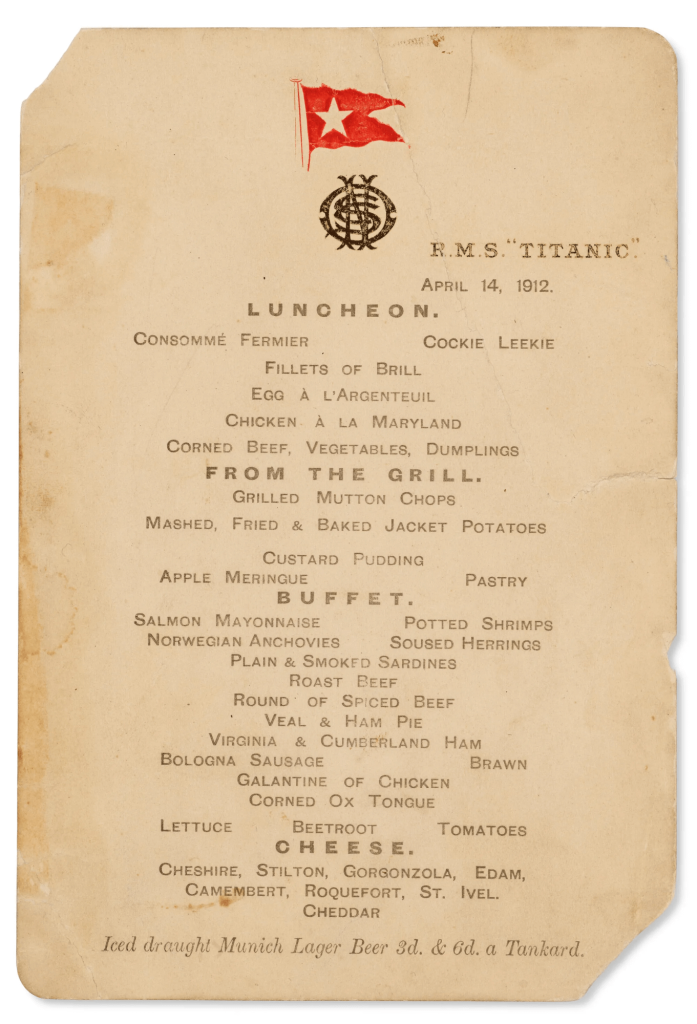 R.M.S. "TITANIC."
APRIL 14, 1912.
LUNCHEON.
CONSOMMÉ FERMIER COCKIE LEEKIE
FILLETS OF BRILL
EGG À L'ARGENTEUIL
CHICKEN À LA MARYLAND
CORNED BEEF, VEGETABLES, DUMPLINGS
FROM THE GRILL.
GRILLED MUTTON CHOPS
MASHED, FRIED & BAKED JACKET POTATOES
CUSTARD PUDDING
APPLE MERINGUE PASTRY
BUFFET.
SALMON MAYONNAISE POTTED SHRIMPS
NORWEGIAN ANCHOVIES SOUSED HERRINGS
PLAIN & SMOKED SARDINES
ROAST BEEF
ROUND OF SPICED BEEF
VEAL & HAM PIE
VIRGINIA & CUMBERLAND HAM
BOLOGNA SAUSAGE BRAWN
GALANTINE OF CHICKEN
CORNED OX TONGUE
LETTUCE BEETROOT TOMATOES
CHEESE.
CHESHIRE, STILTON, GORGONZOLA, EDAM,
CAMEMBERT, ROQUEFORT, ST. IVEL.
CHEDDAR
Iced draught Munich Lager Beer 3d. & 6d. a Tankard.